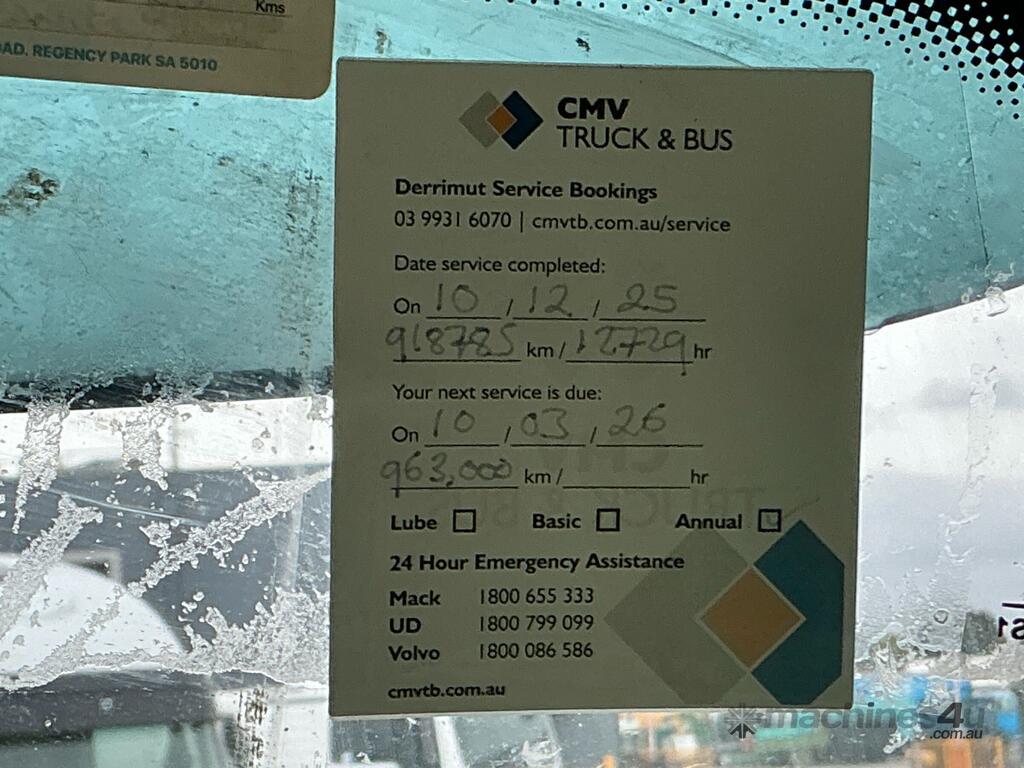 Kms
AD. REGENCY PARK SA 5010
CMV
TRUCK & BUS
Derrimut Service Bookings
03 9931 6070 | cmvtb.com.au/service
Date service completed:
On 10 / 12 / 25
918785 km / 12729 hr
Your next service is due:
On 10 / 03 / 26
963,000 km / hr
Lube Basic Annual
24 Hour Emergency Assistance
Mack 1800 655 333
UD 1800 799 099
Volvo 1800 086 586
cmvtb.com.au
machines4u
.com.au